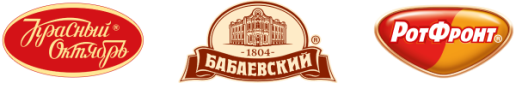 Красный®
Октябрь
- 1804 -
БАБАЕВСКИЙ®
РотФронт®